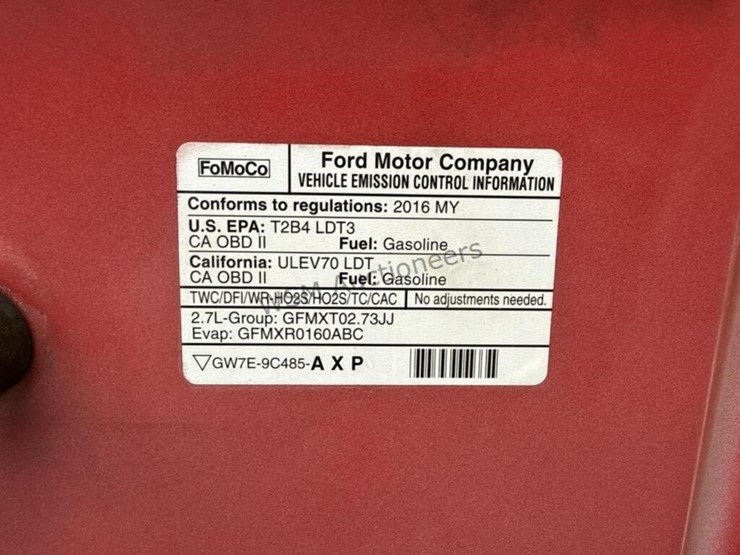 FoMoCo
Ford Motor Company
VEHICLE EMISSION CONTROL INFORMATION
Conforms to regulations: 2016 MY
U.S. EPA: T2B4 LDT3
CA OBD II Fuel: Gasoline
California: ULEV70 LDT
CA OBD II Fuel: Gasoline
TWC/DFI/WR-HO2S/HO2S/TC/CAC No adjustments needed.
2.7L-Group: GFMXT02.73JJ
Evap: GFMXR0160ABC
GW7E-9C485-A X P
Auctioneers